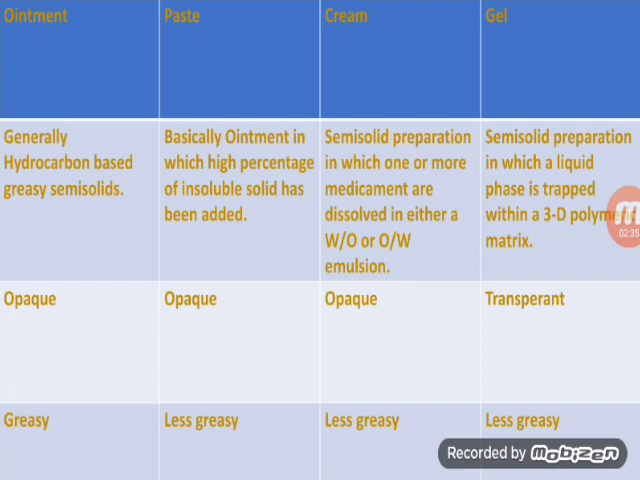 Ointment
Paste
Cream
Gel
Generally
Hydrocarbon based
greasy semisolids.
Basically Ointment in
which high percentage
of insoluble solid has
been added.
Semisolid preparation
in which one or more
medicament are
dissolved in either a
W/O or O/W
emulsion.
Semisolid preparation
in which a liquid
phase is trapped
within a 3-D polymeric
matrix.
02:35
Opaque
Opaque
Opaque
Transperant
Greasy
Less greasy
Less greasy
Less greasy
Recorded by Mobizen